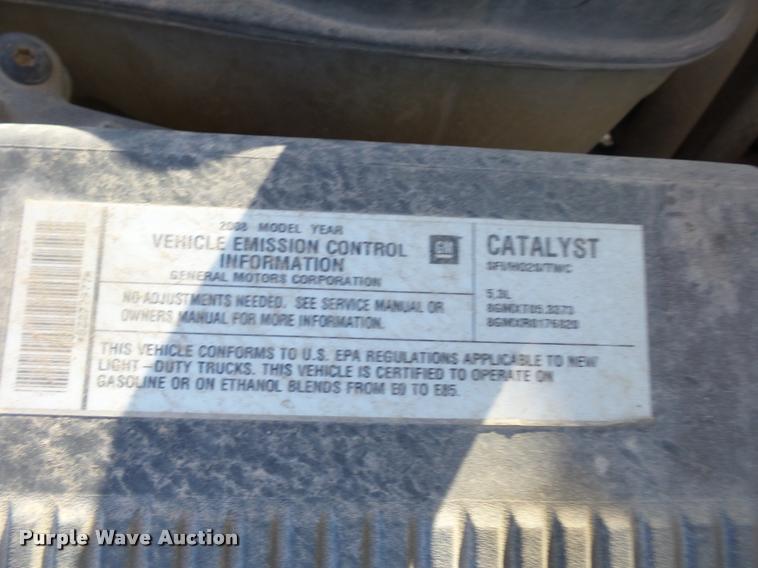 2008 MODEL YEAR
VEHICLE EMISSION CONTROL
INFORMATION
GENERAL MOTORS CORPORATION
GM
CATALYST
5.3L
NO ADJUSTMENTS NEEDED. SEE SERVICE MANUAL OR
OWNERS MANUAL FOR MORE INFORMATION.
THIS VEHICLE CONFORMS TO U.S. EPA REGULATIONS APPLICABLE TO NEW
LIGHT-DUTY TRUCKS. THIS VEHICLE IS CERTIFIED TO OPERATE ON
GASOLINE OR ON ETHANOL BLENDS FROM E0 TO E85.
Purple Wave Auction